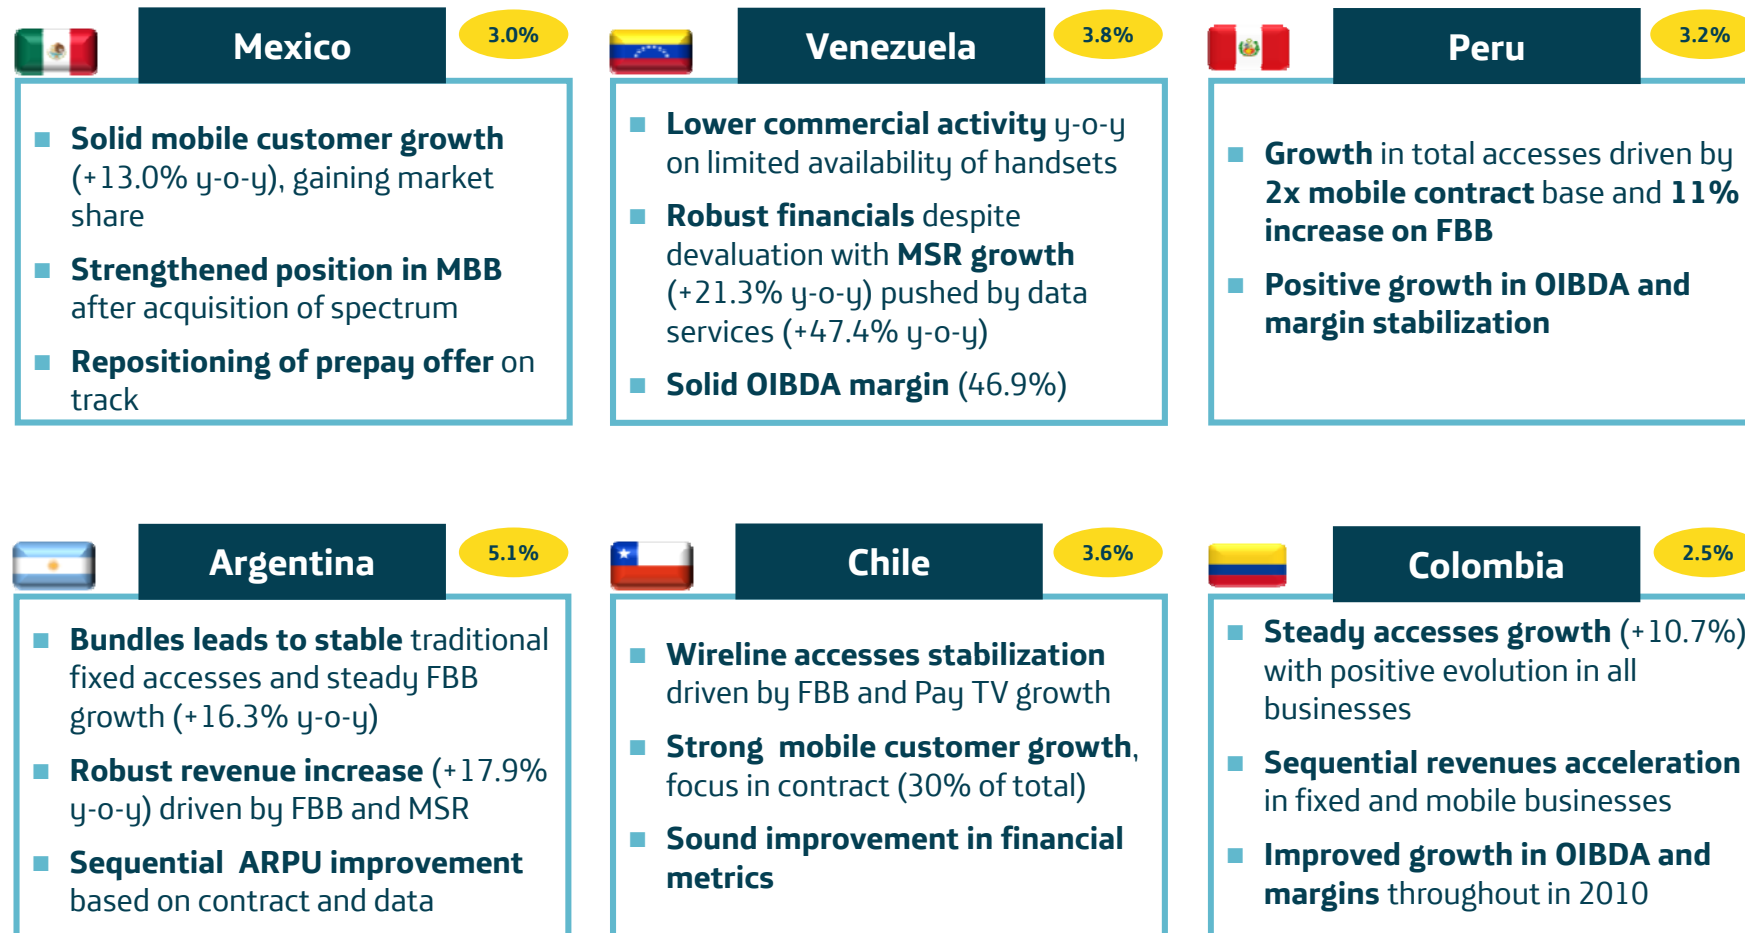 Mexico
3.0%
■ Solid mobile customer growth
(+13.0% y-o-y), gaining market
share
■ Strengthened position in MBB
after acquisition of spectrum
■ Repositioning of prepay offer on
track
Venezuela
3.8%
■ Lower commercial activity y-o-y
on limited availability of handsets
■ Robust financials despite
devaluation with MSR growth
(+21.3% y-o-y) pushed by data
services (+47.4% y-o-y)
■ Solid OIBDA margin (46.9%)
Peru
3.2%
■ Growth in total accesses driven by
2x mobile contract base and 11%
increase on FBB
■ Positive growth in OIBDA and
margin stabilization
Argentina
5.1%
■ Bundles leads to stable traditional
fixed accesses and steady FBB
growth (+16.3% y-o-y)
■ Robust revenue increase (+17.9%
y-o-y) driven by FBB and MSR
■ Sequential ARPU improvement
based on contract and data
Chile
3.6%
■ Wireline accesses stabilization
driven by FBB and Pay TV growth
■ Strong mobile customer growth,
focus in contract (30% of total)
■ Sound improvement in financial
metrics
Colombia
2.5%
■ Steady accesses growth (+10.7%)
with positive evolution in all
businesses
■ Sequential revenues acceleration
in fixed and mobile businesses
■ Improved growth in OIBDA and
margins throughout in 2010